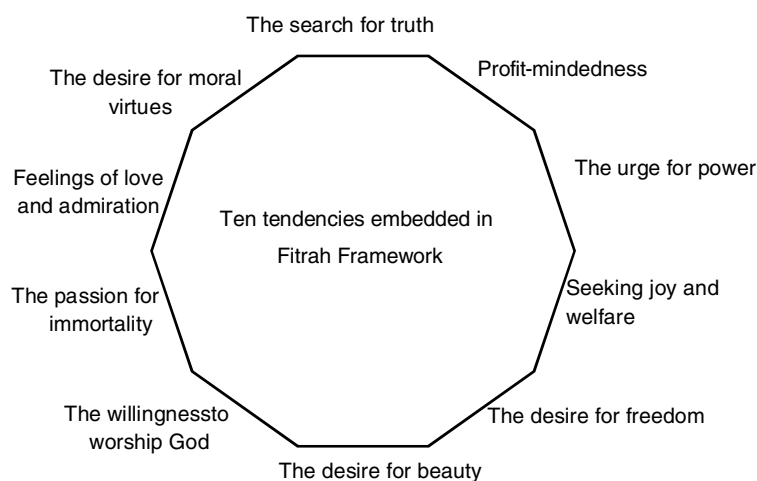 The search for truth
Profit-mindedness
The desire for moral
virtues
The urge for power
Feelings of love
and admiration
Ten tendencies embedded in
Fitrah Framework
Seeking joy and
welfare
The passion for
immortality
The desire for freedom
The willingnessto
worship God
The desire for beauty